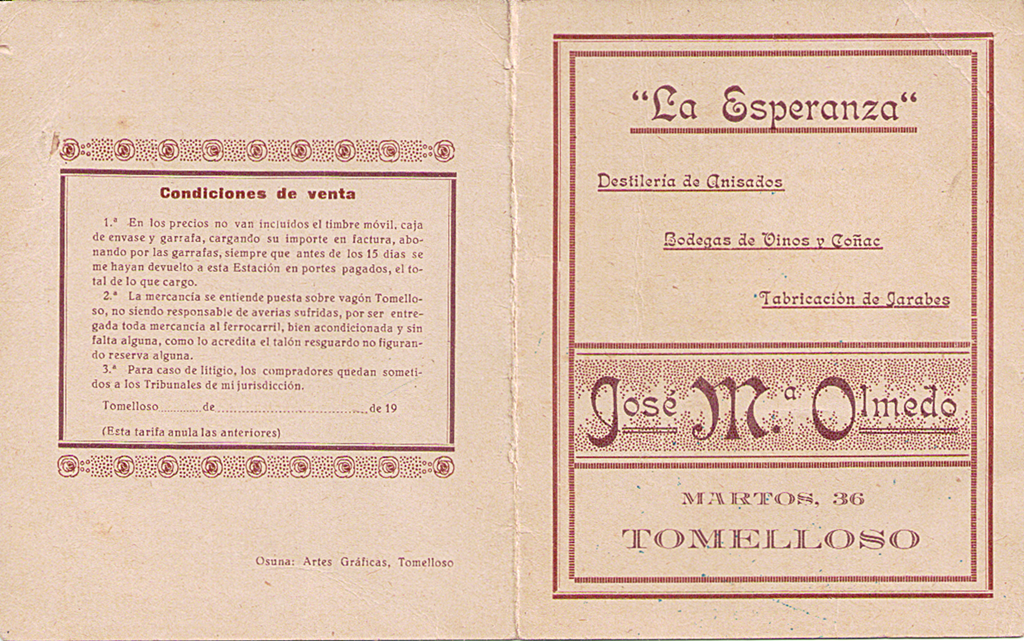 Condiciones de venta
1.ª En los precios no van incluidos el timbre móvil, caja
de envase y garrafa, cargando su importe en factura, abo-
nando por las garrafas, siempre que antes de los 15 dias se
me hayan devuelto a esta Estación en portes pagados, el to-
tal de lo que cargo.
2.ª La mercancía se entiende puesta sobre vagón Tomello-
so, no siendo responsable de averias sufridas, por ser entre-
gada toda mercancia al ferrocarril, bien acondicionada y sin
falta alguna, como lo acredita el talón resguardo no figuran-
do reserva alguna.
3.ª Para caso de litigio, los compradores quedan someti-
dos a los Tribunales de mi jurisdicción.
Tomelloso............de..........................................de 19
(Esta tarifa anula las anteriores)
Osuna: Artes Gráficas, Tomelloso
"La Esperanza"
Destilería de Anisados
Bodegas de Vinos y Coñac
Fabricación de Jarabes
José M.ª Olmedo
MARTOS, 36
TOMELLOSO